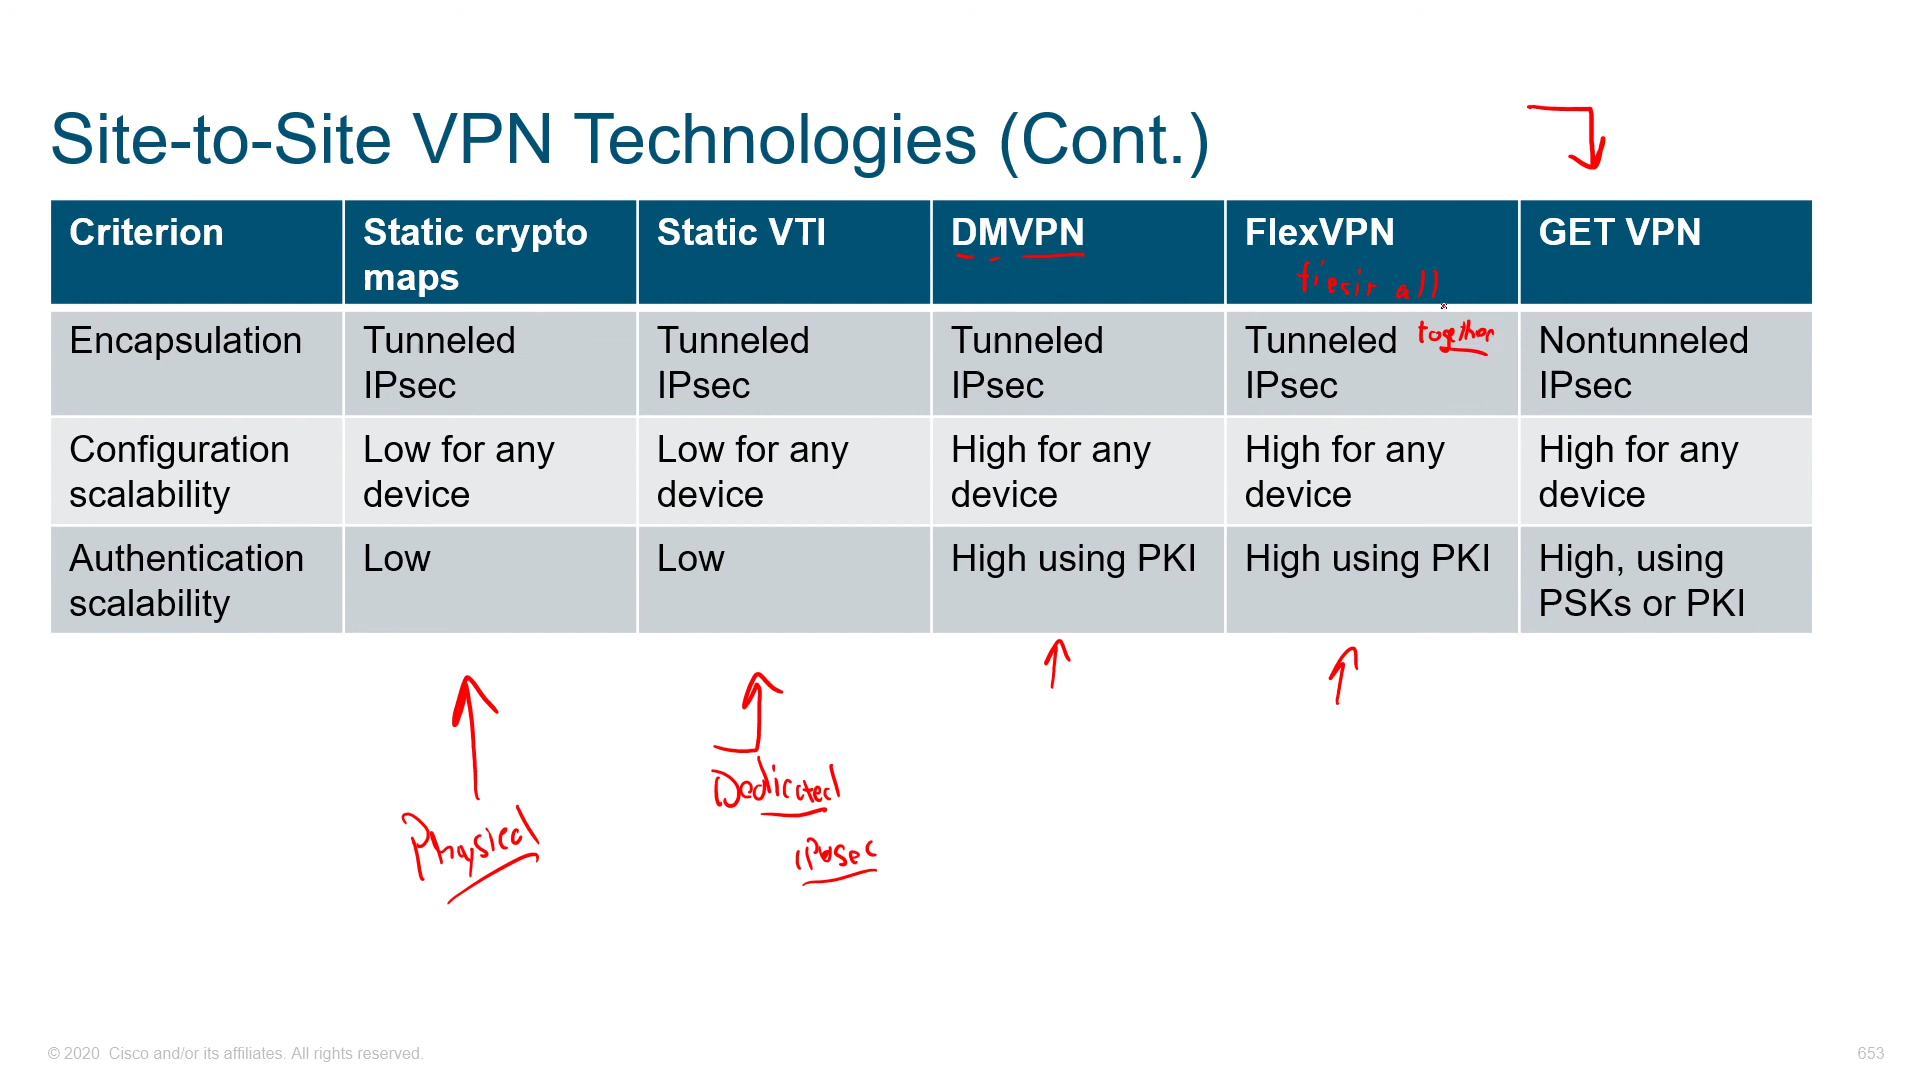 Site-to-Site VPN Technologies (Cont.)
Criterion
Static crypto
maps
Static VTI
DMVPN
FlexVPN
GET VPN
ties it all
together
Encapsulation
Tunneled
IPsec
Tunneled
IPsec
Tunneled
IPsec
Tunneled
IPsec
Nontunneled
IPsec
Configuration
scalability
Low for any
device
Low for any
device
High for any
device
High for any
device
High for any
device
Authentication
scalability
Low
Low
High using PKI
High using PKI
High, using
PSKs or PKI
Physical
Dedicated
IPsec
© 2020 Cisco and/or its affiliates. All rights reserved.
653